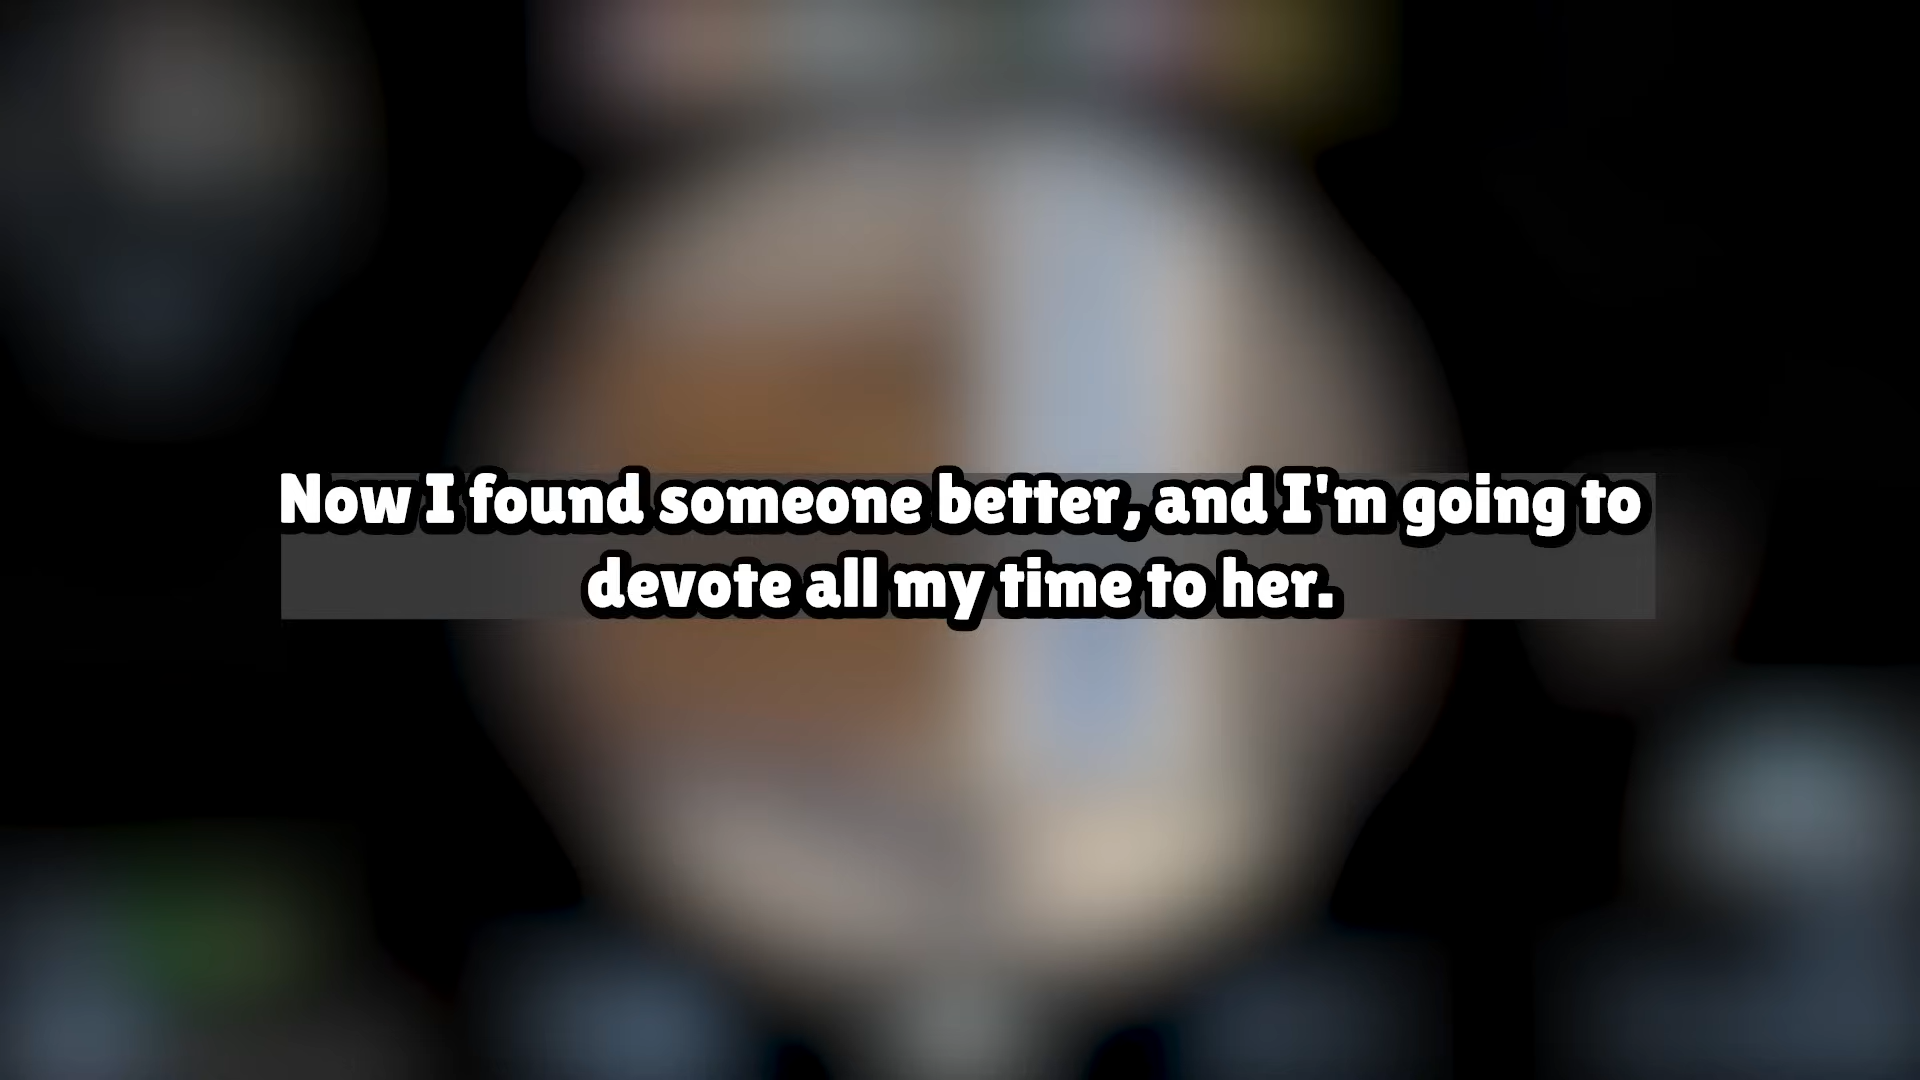 Now I found someone better, and I'm going to
devote all my time to her.